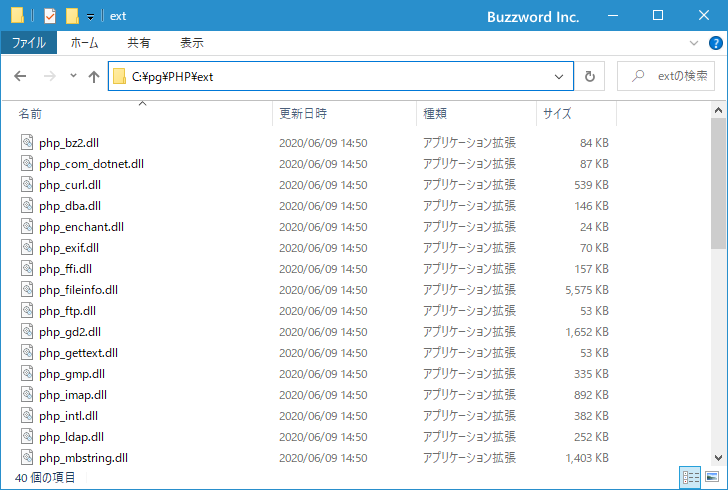 ext Buzzword Inc.
ファイル ホーム 共有 表示
C:¥pg¥PHP¥ext extの検索
名前 更新日時 種類 サイズ
php_bz2.dll 2020/06/09 14:50 アプリケーション拡張 84 KB
php_com_dotnet.dll 2020/06/09 14:50 アプリケーション拡張 87 KB
php_curl.dll 2020/06/09 14:50 アプリケーション拡張 539 KB
php_dba.dll 2020/06/09 14:50 アプリケーション拡張 146 KB
php_enchant.dll 2020/06/09 14:50 アプリケーション拡張 24 KB
php_exif.dll 2020/06/09 14:50 アプリケーション拡張 70 KB
php_ffi.dll 2020/06/09 14:50 アプリケーション拡張 157 KB
php_fileinfo.dll 2020/06/09 14:50 アプリケーション拡張 5,575 KB
php_ftp.dll 2020/06/09 14:50 アプリケーション拡張 53 KB
php_gd2.dll 2020/06/09 14:50 アプリケーション拡張 1,652 KB
php_gettext.dll 2020/06/09 14:50 アプリケーション拡張 53 KB
php_gmp.dll 2020/06/09 14:50 アプリケーション拡張 335 KB
php_imap.dll 2020/06/09 14:50 アプリケーション拡張 892 KB
php_intl.dll 2020/06/09 14:50 アプリケーション拡張 382 KB
php_ldap.dll 2020/06/09 14:50 アプリケーション拡張 252 KB
php_mbstring.dll 2020/06/09 14:50 アプリケーション拡張 1,403 KB
40 個の項目